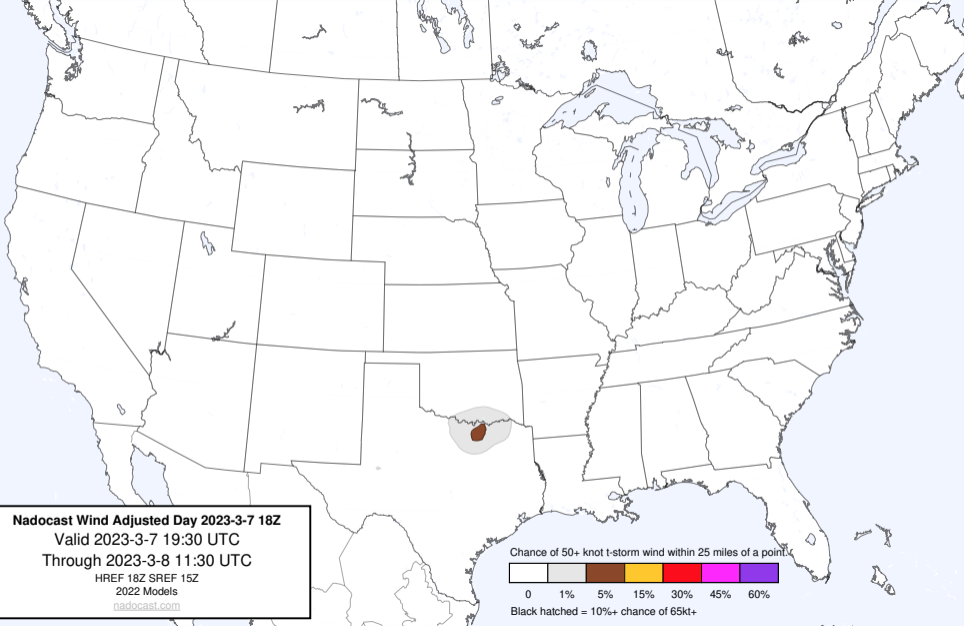 Nadocast Wind Adjusted Day 2023-3-7 18Z
Valid 2023-3-7 19:30 UTC
Through 2023-3-8 11:30 UTC
HREF 18Z SREF 15Z
2022 Models
nadocast.com
Chance of 50+ knot t-storm wind within 25 miles of a point.
0 1% 5% 15% 30% 45% 60%
Black hatched = 10%+ chance of 65kt+